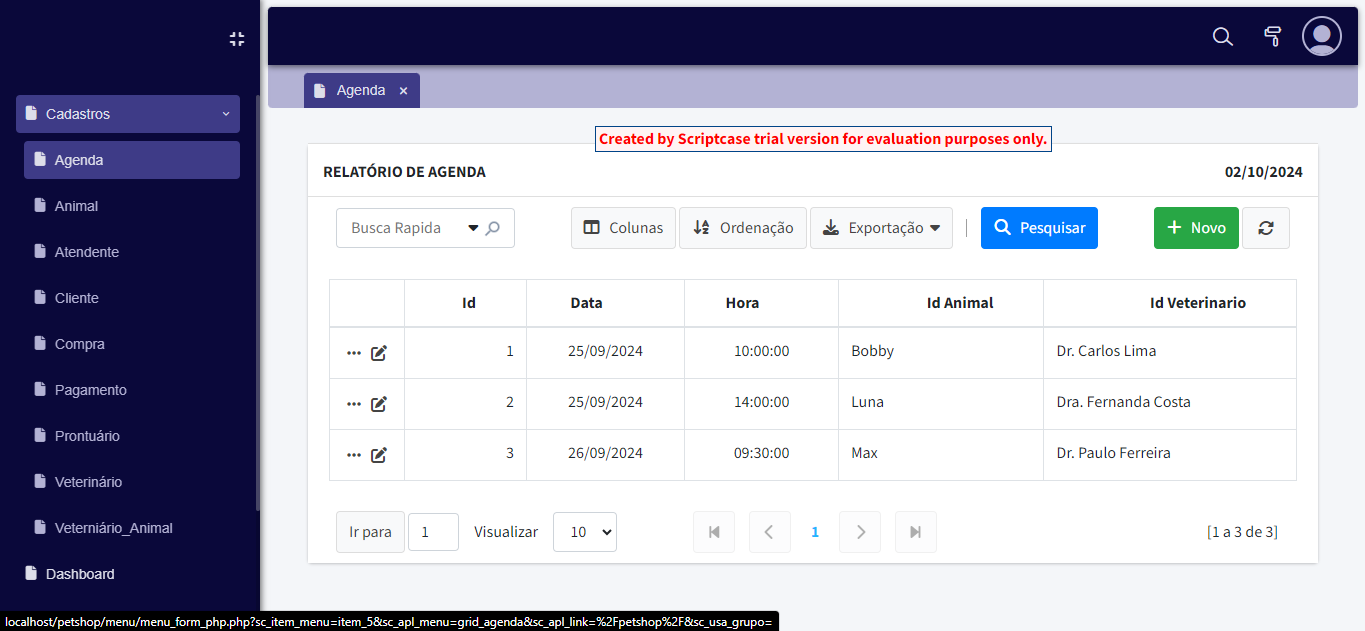 Agenda
Cadastros
Agenda
Animal
Atendente
Cliente
Compra
Pagamento
Prontuário
Veterinário
Veterniário_Animal
Dashboard
Created by Scriptcase trial version for evaluation purposes only.
RELATÓRIO DE AGENDA 02/10/2024
Busca Rapida Colunas Ordenação Exportação Pesquisar Novo
Id Data Hora Id Animal Id Veterinario
1 25/09/2024 10:00:00 Bobby Dr. Carlos Lima
2 25/09/2024 14:00:00 Luna Dra. Fernanda Costa
3 26/09/2024 09:30:00 Max Dr. Paulo Ferreira
Ir para 1 Visualizar 10 1 [1 a 3 de 3]
localhost/petshop/menu/menu_form_php.php?sc_item_menu=item_5&sc_apl_menu=grid_agenda&sc_apl_link=%2Fpetshop%2F&sc_usa_grupo=